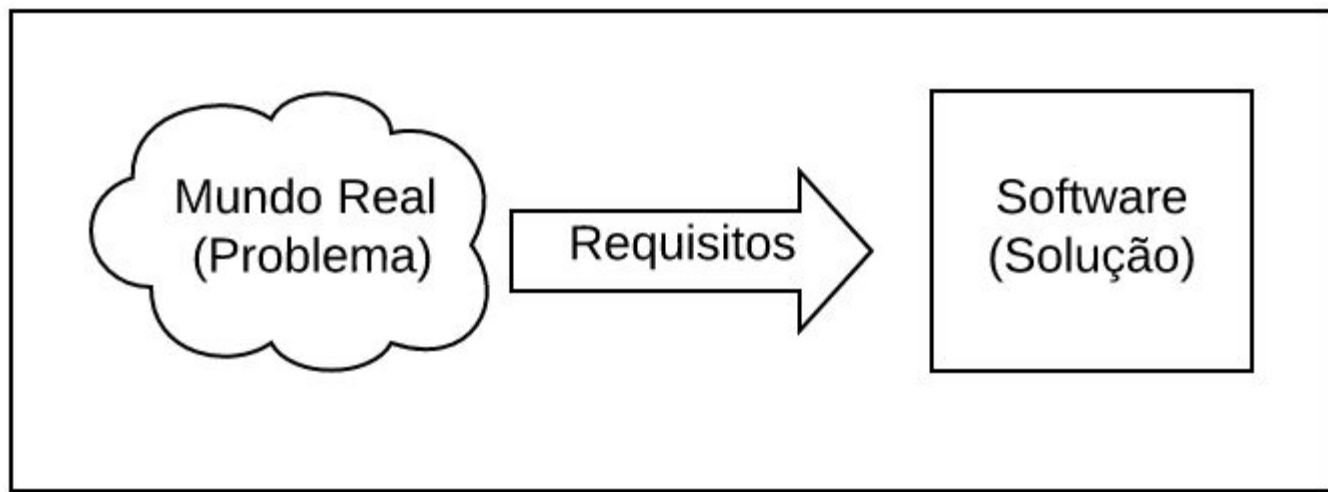 Mundo Real
(Problema)
Requisitos
Software
(Solução)